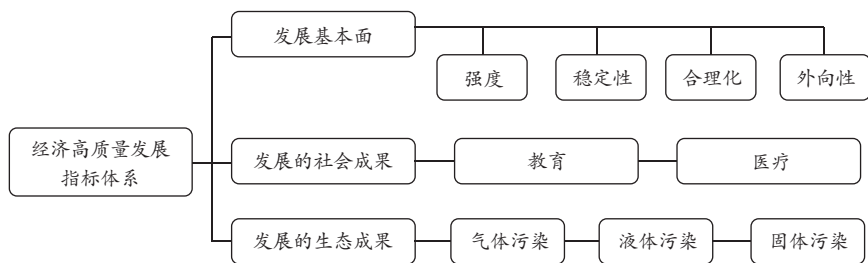 发展基本面
强度
稳定性
合理化
外向性
经济高质量发展
指标体系
发展的社会成果
教育
医疗
发展的生态成果
气体污染
液体污染
固体污染